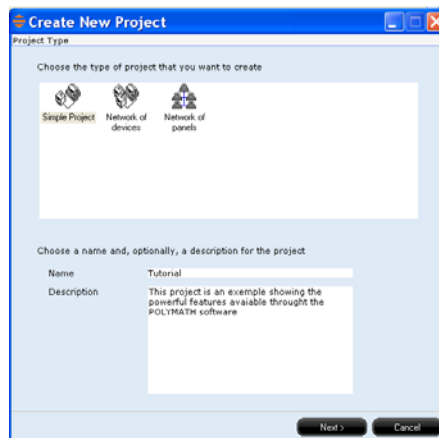 Create New Project
Project Type
Choose the type of project that you want to create
Simple Project
Network of
devices
Network of
panels
Choose a name and, optionally, a description for the project
Name
Tutorial
Description
This project is an exemple showing the
powerful features avaiable throught the
POLYMATH software
Next >
Cancel